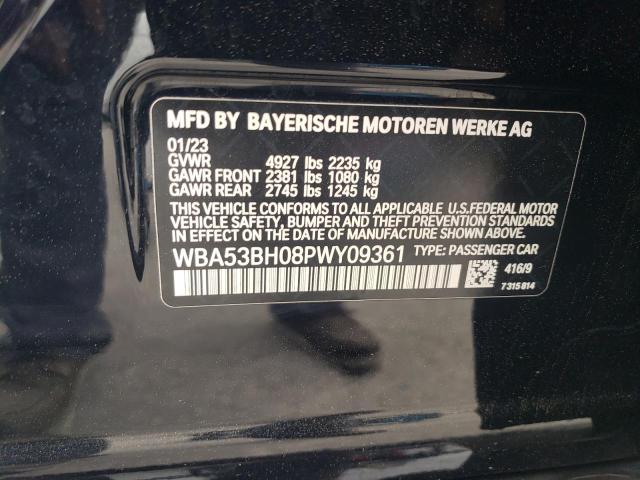 MFD BY BAYERISCHE MOTOREN WERKE AG
01/23
GVWR 4927 lbs 2235 kg
GAWR FRONT 2381 lbs 1080 kg
GAWR REAR 2745 lbs 1245 kg
THIS VEHICLE CONFORMS TO ALL APPLICABLE U.S.FEDERAL MOTOR
VEHICLE SAFETY, BUMPER AND THEFT PREVENTION STANDARDS
IN EFFECT ON THE DATE OF MANUFACTURE SHOWN ABOVE.
WBA53BH08PWY09361 TYPE: PASSENGER CAR
416/9
7315814